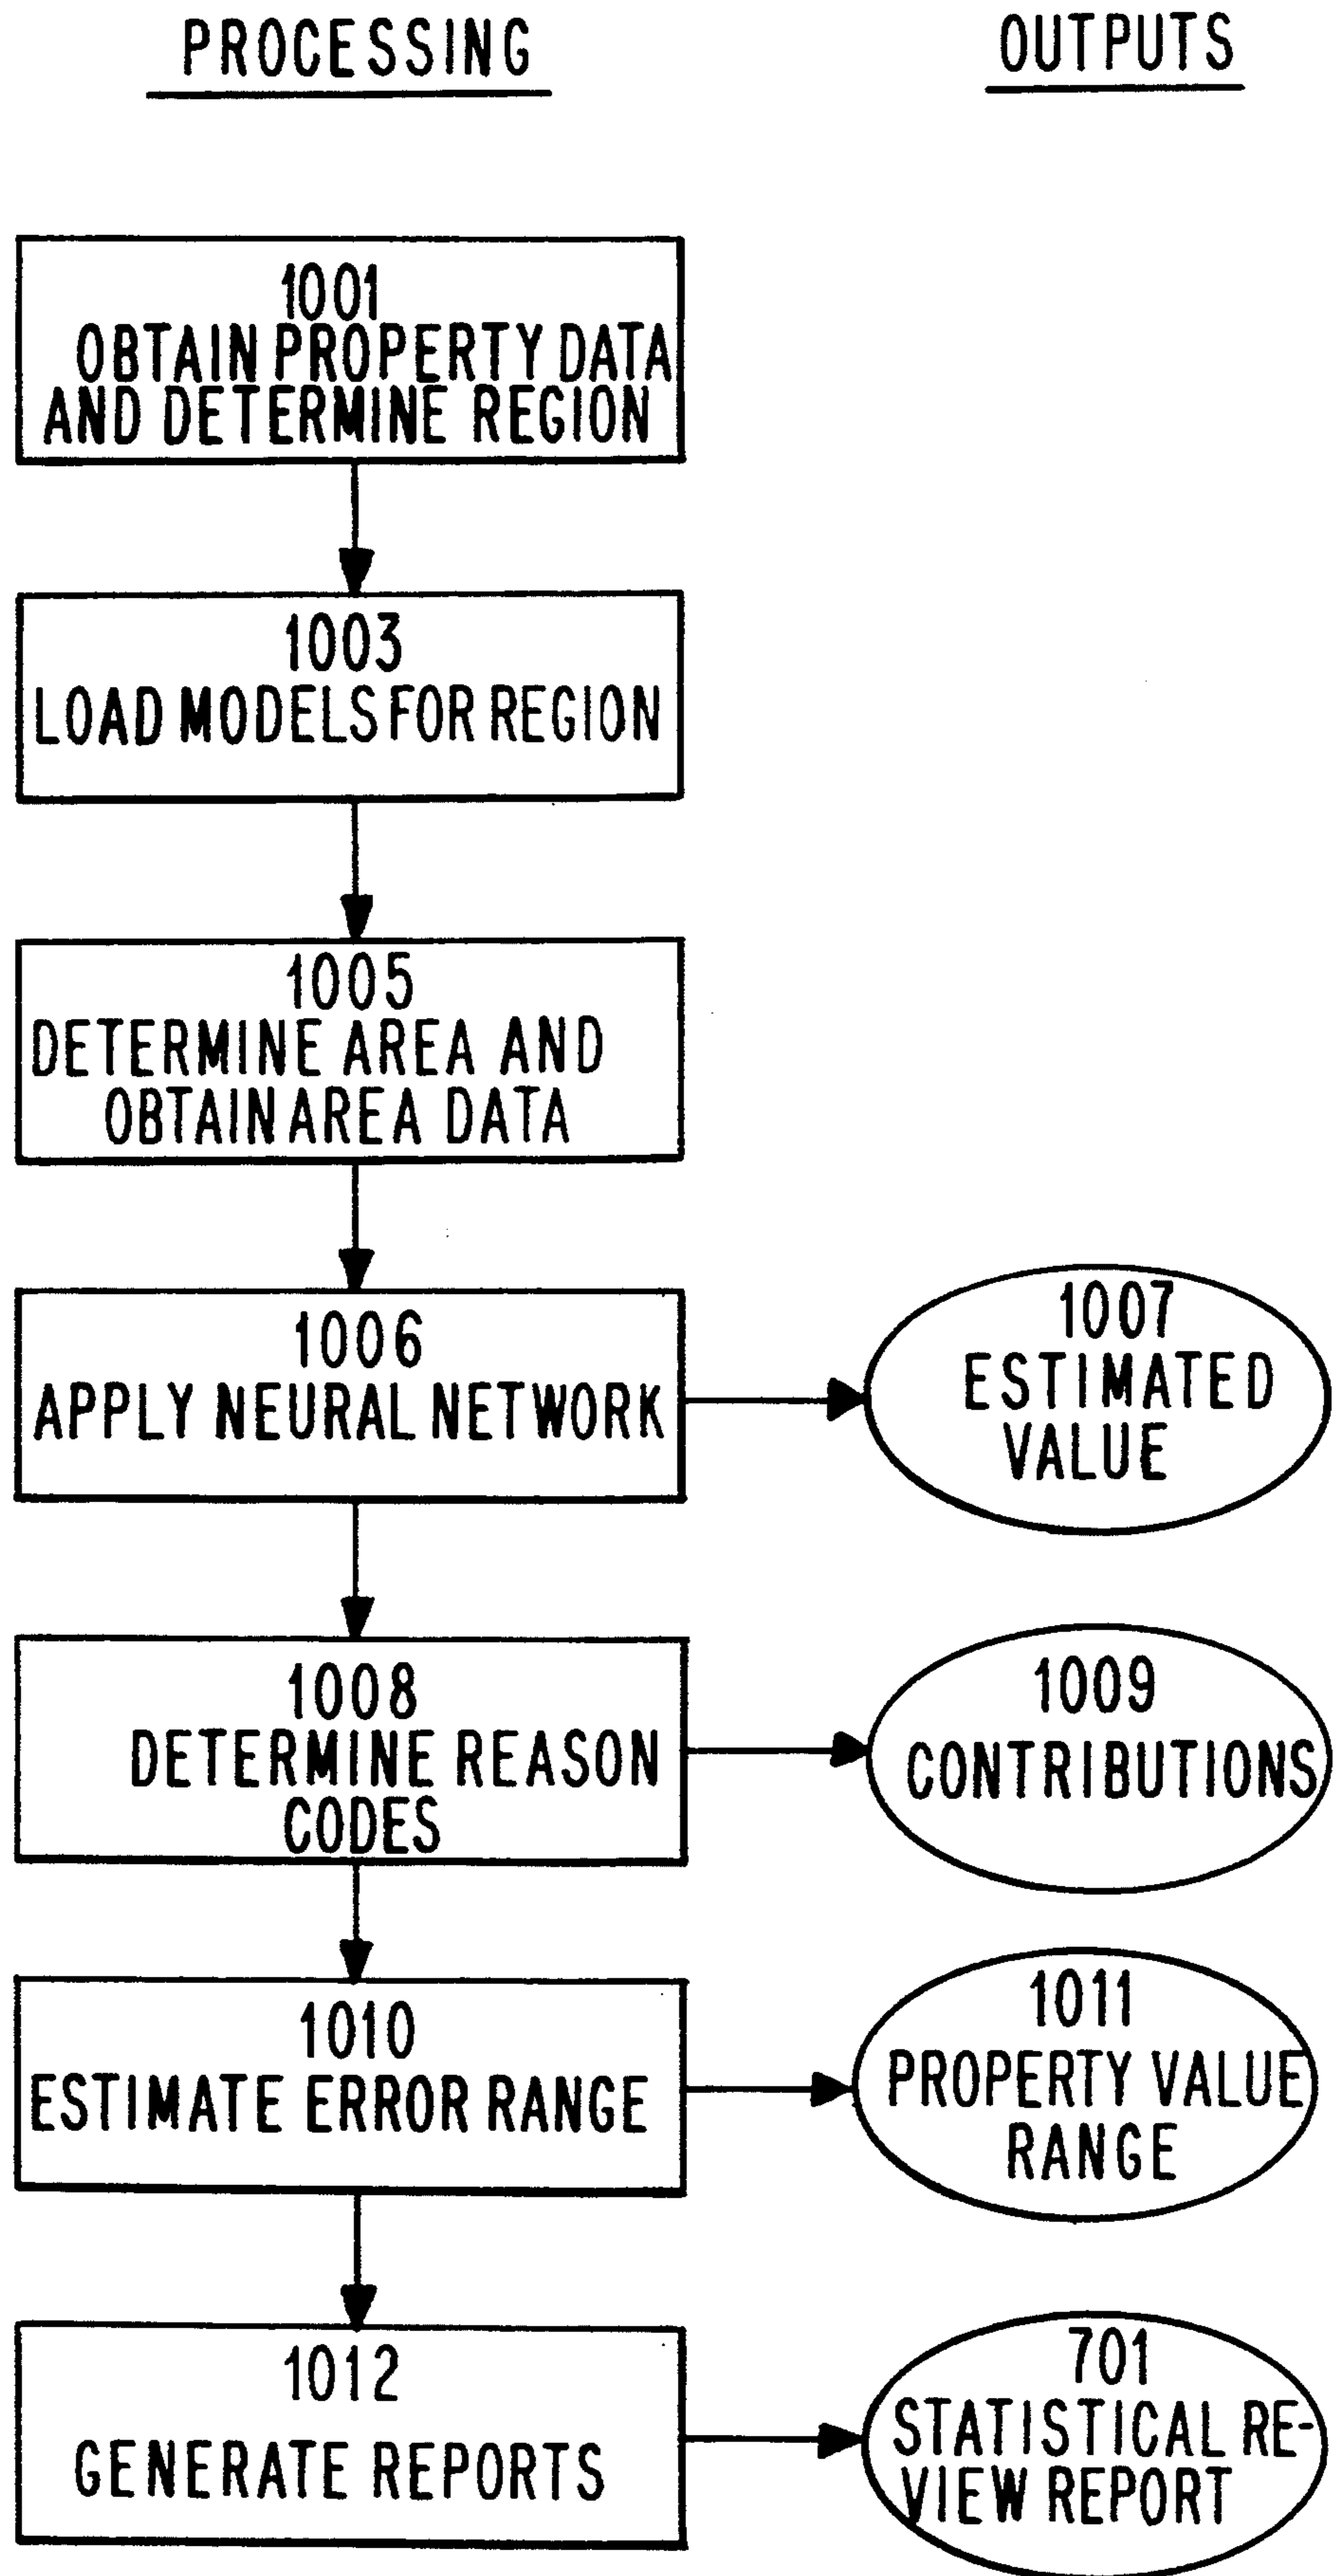 PROCESSING
OUTPUTS
1001
OBTAIN PROPERTY DATA
AND DETERMINE REGION
1003
LOAD MODELS FOR REGION
1005
DETERMINE AREA AND
OBTAIN AREA DATA
1006
APPLY NEURAL NETWORK
1007
ESTIMATED
VALUE
1008
DETERMINE REASON
CODES
1009
CONTRIBUTIONS
1010
ESTIMATE ERROR RANGE
1011
PROPERTY VALUE
RANGE
1012
GENERATE REPORTS
701
STATISTICAL RE-
VIEW REPORT